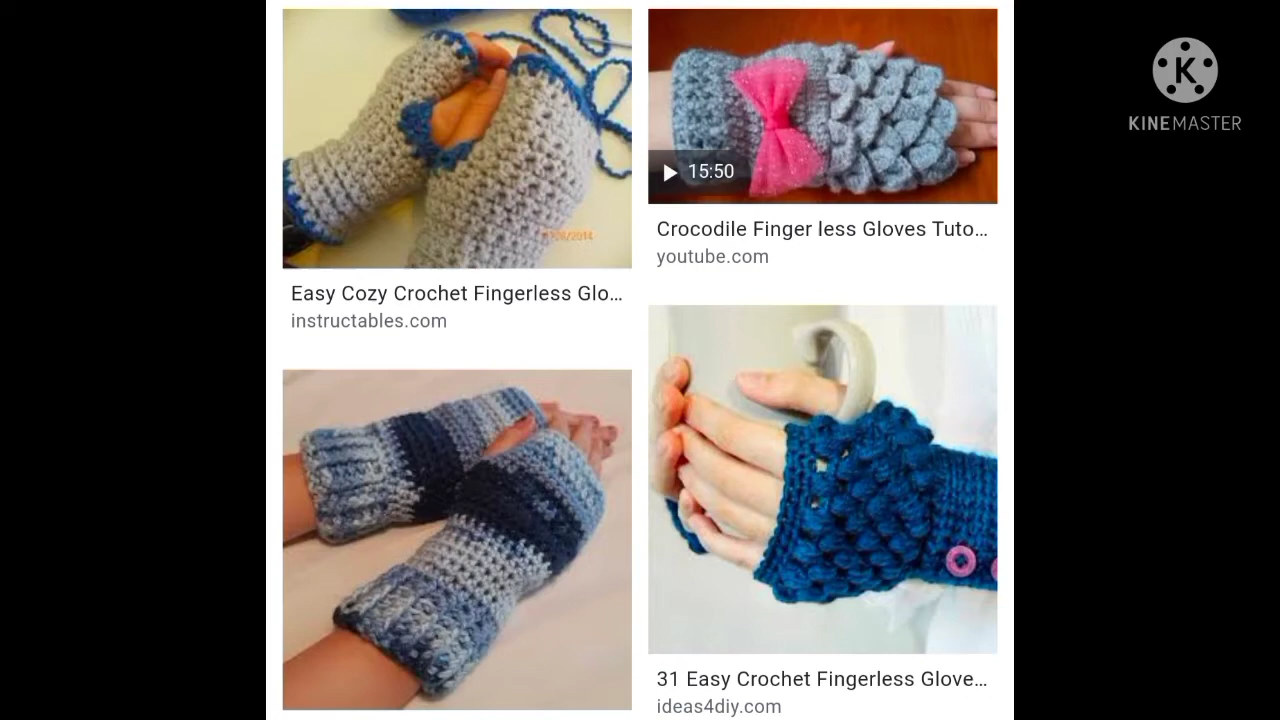 15:50
Crocodile Finger less Gloves Tuto...
youtube.com
Easy Cozy Crochet Fingerless Glo...
instructables.com
31 Easy Crochet Fingerless Glove...
ideas4diy.com
K
KINEMASTER